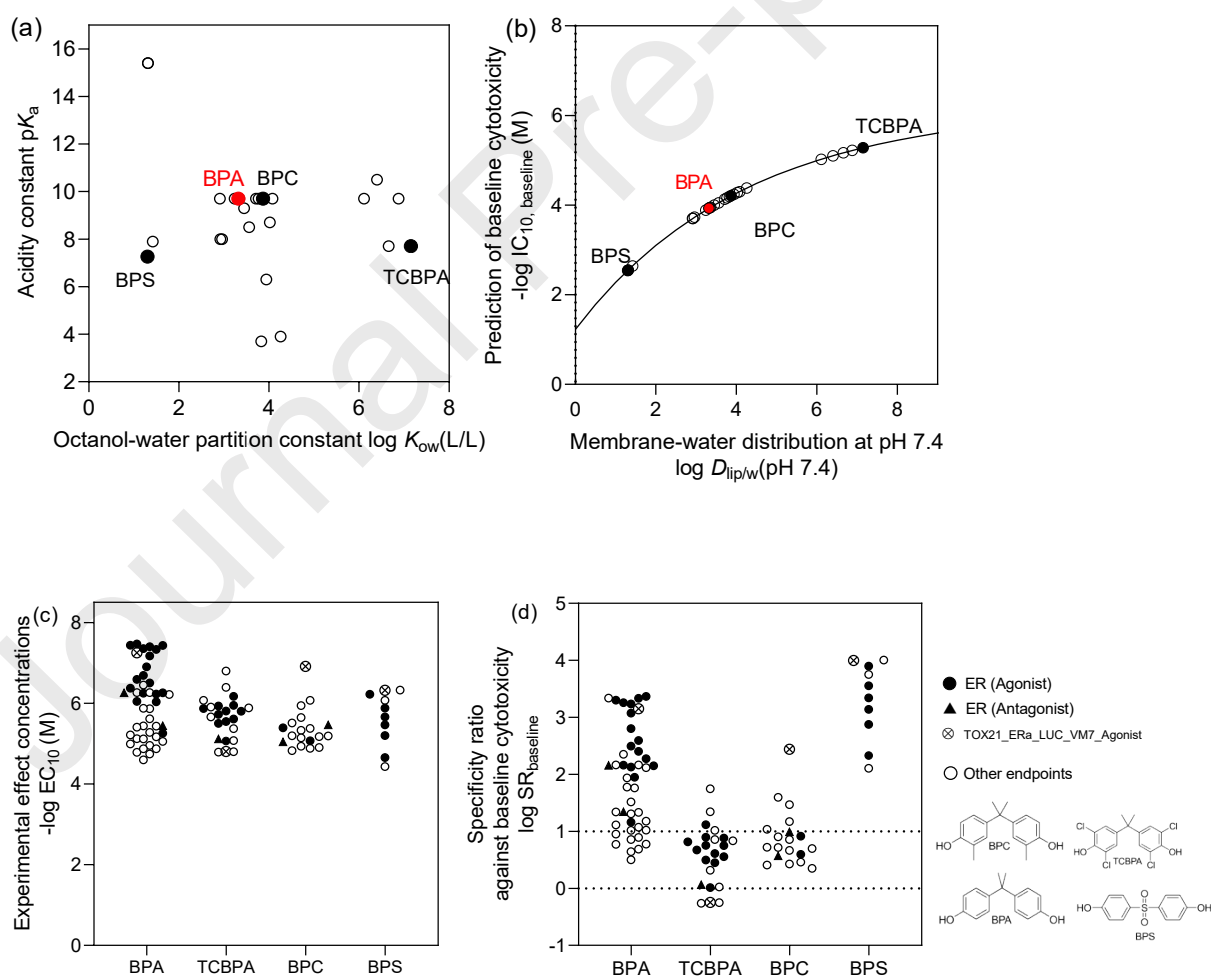 Journal Pre-p
(a)
16
14
12
10
8
6
4
2
Acidity constant pKa
BPA
BPC
BPS
TCBPA
0
2
4
6
8
Octanol-water partition constant log Kow(L/L)
(b)
8
6
4
2
0
Prediction of baseline cytotoxicity
-log IC10, baseline (M)
TCBPA
BPA
BPC
BPS
0
2
4
6
8
Membrane-water distribution at pH 7.4
log Dlip/w(pH 7.4)
(c)
8
6
4
2
0
Experimental effect concentrations
-log EC10 (M)
BPA
TCBPA
BPC
BPS
(d)
5
4
3
2
1
0
-1
Specificity ratio
against baseline cytotoxicity
log SRbaseline
BPA
TCBPA
BPC
BPS
ER (Agonist)
ER (Antagonist)
TOX21_ERa_LUC_VM7_Agonist
Other endpoints
HO
OH
BPC
Cl
Cl
HO
OH
Cl
Cl
TCBPA
HO
OH
BPA
HO
O
S
O
OH
BPS